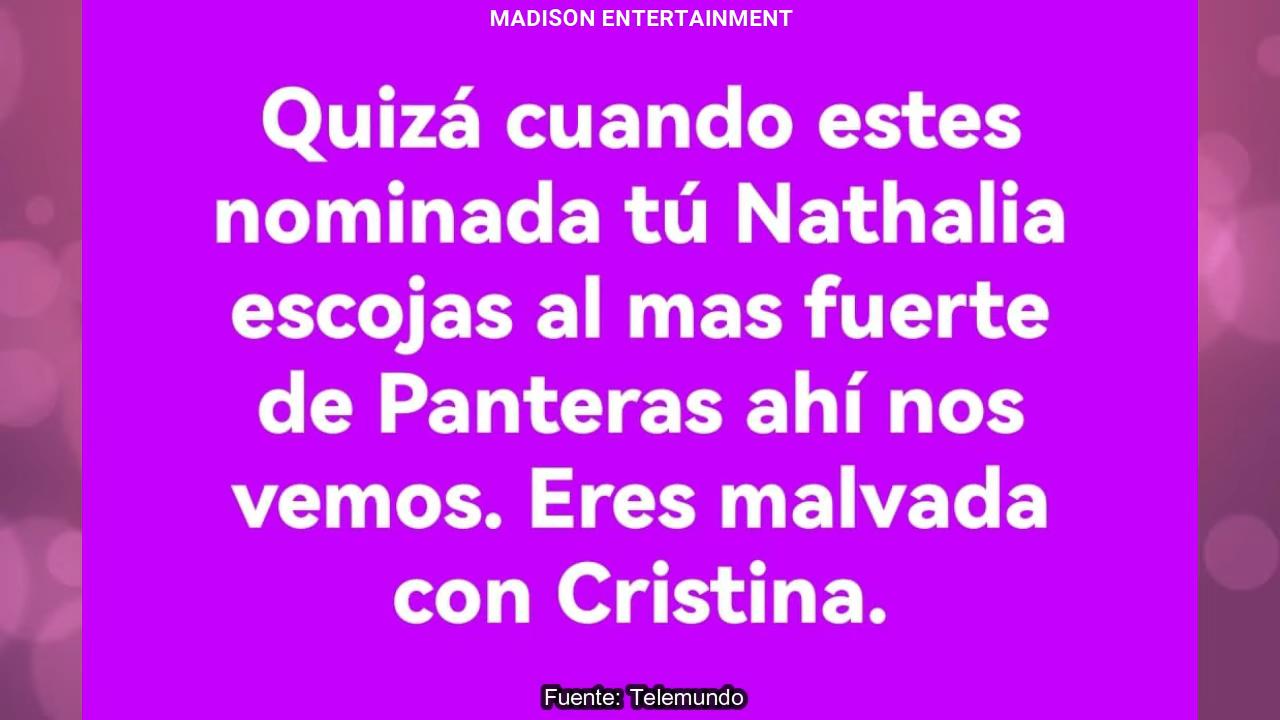 MADISON ENTERTAINMENT
Quizá cuando estes
nominada tú Nathalia
escojas al mas fuerte
de Panteras ahí nos
vemos. Eres malvada
con Cristina.
Fuente: Telemundo